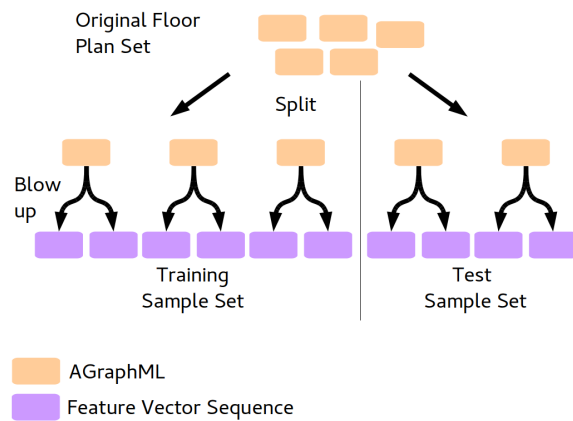 Original Floor
Plan Set
Split
Blow
up
Training
Sample Set
Test
Sample Set
AGraphML
Feature Vector Sequence